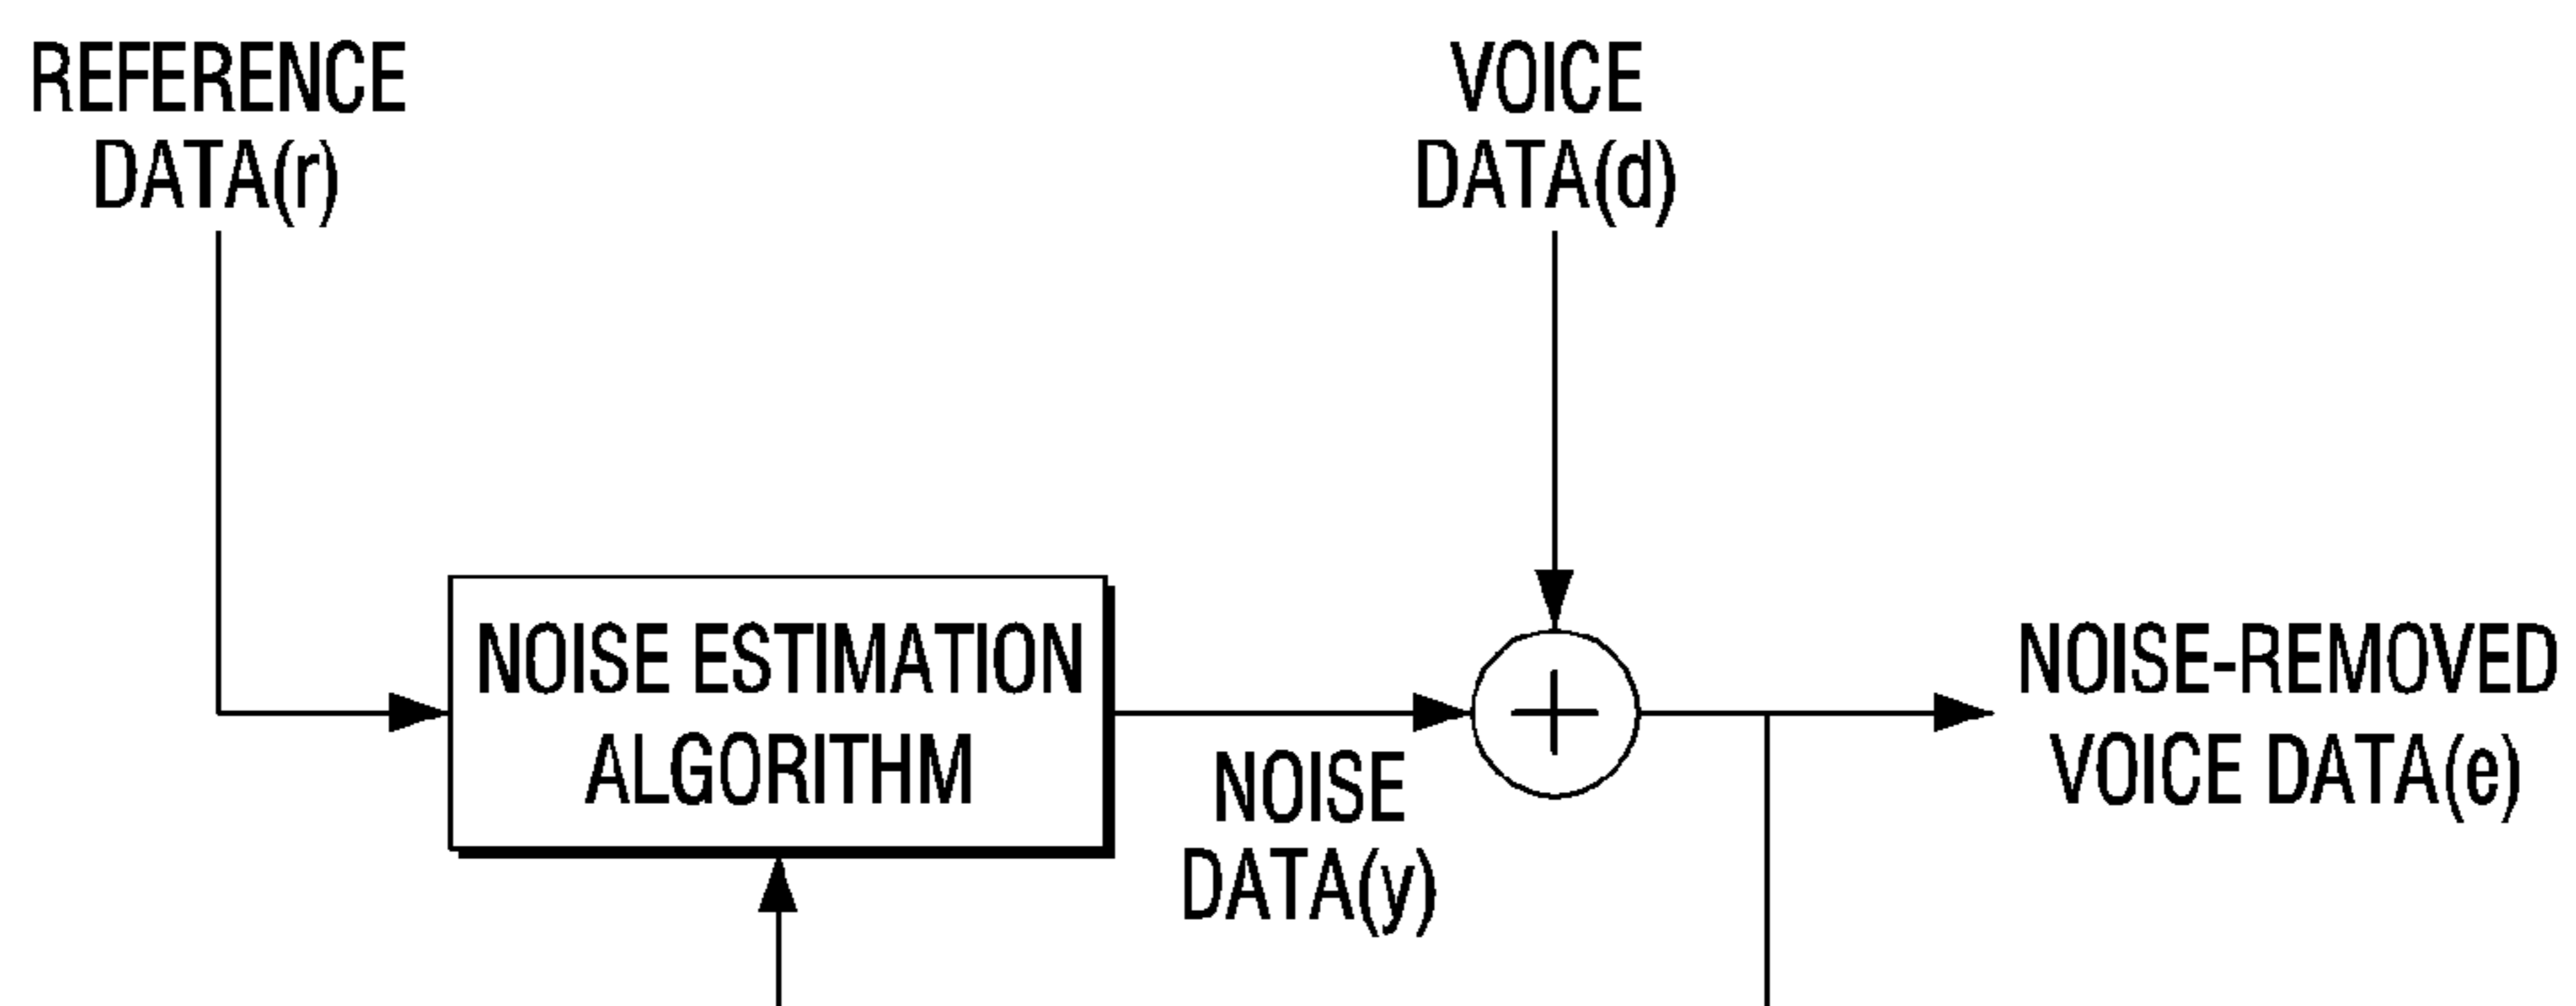 REFERENCE
DATA(r)
VOICE
DATA(d)
NOISE ESTIMATION
ALGORITHM
NOISE
DATA(y)
+
NOISE-REMOVED
VOICE DATA(e)